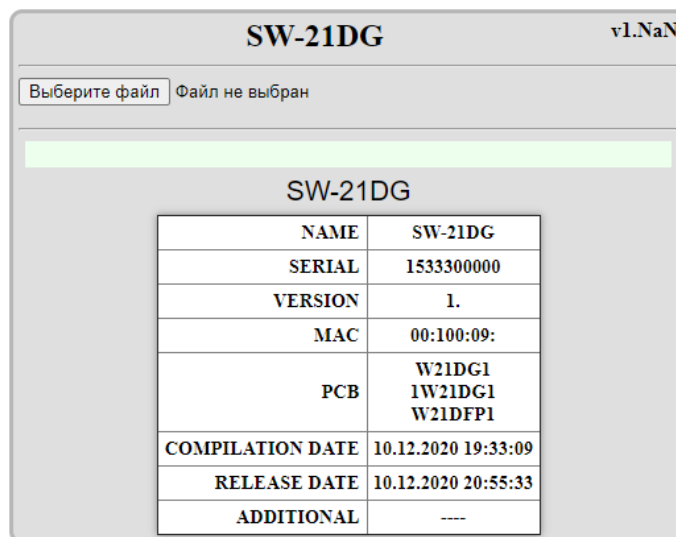 SW-21DG v1.NaN
Выберите файл Файл не выбран
SW-21DG
NAME SW-21DG
SERIAL 1533300000
VERSION 1.
MAC 00:100:09:
PCB W21DG1
1W21DG1
W21DFP1
COMPILATION DATE 10.12.2020 19:33:09
RELEASE DATE 10.12.2020 20:55:33
ADDITIONAL ----